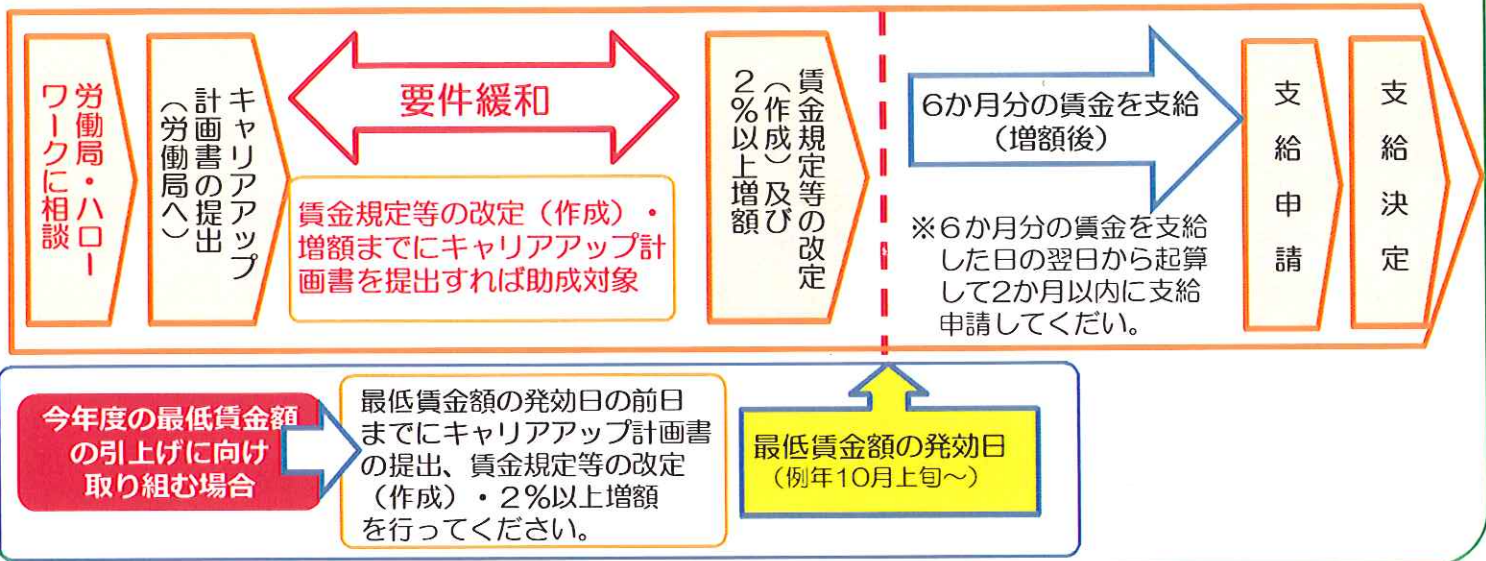 労働局・ハロー
ワークに相談
キャリアアップ
計画書の提出
（労働局へ）
要件緩和
賃金規定等の改定（作成）・
増額までにキャリアアップ計
画書を提出すれば助成対象
賃金規定等の改定
（作成）及び
２％以上増額
6か月分の賃金を支給
（増額後）
※６か月分の賃金を支給
した日の翌日から起算
して2か月以内に支給
申請してくだい。
支給申請
支給決定
今年度の最低賃金額
の引上げに向け
取り組む場合
最低賃金額の発効日の前日
までにキャリアアップ計画書
の提出、賃金規定等の改定
（作成）・２％以上増額
を行ってください。
最低賃金額の発効日
（例年10月上旬～）